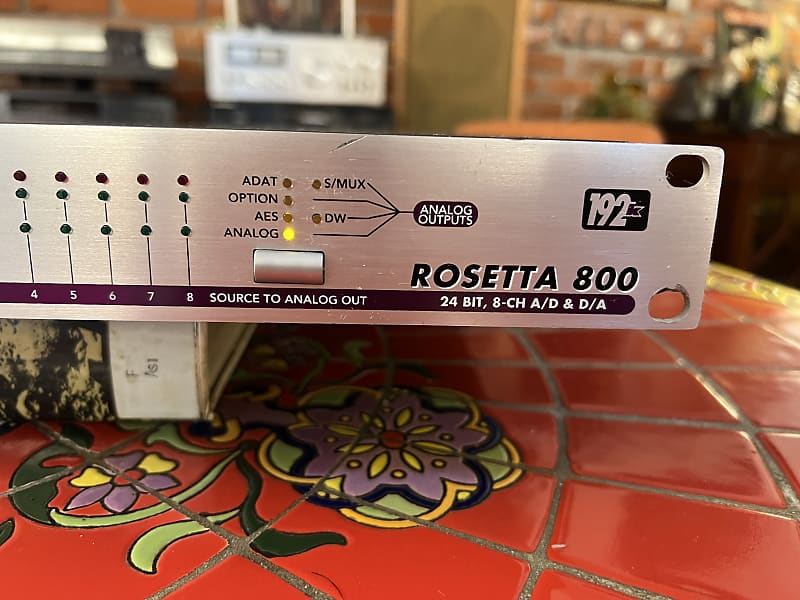 ADAT S/MUX
OPTION
AES DW
ANALOG
ANALOG
OUTPUTS
192k
ROSETTA 800
4 5 6 7 8 SOURCE TO ANALOG OUT
24 BIT, 8-CH A/D & D/A